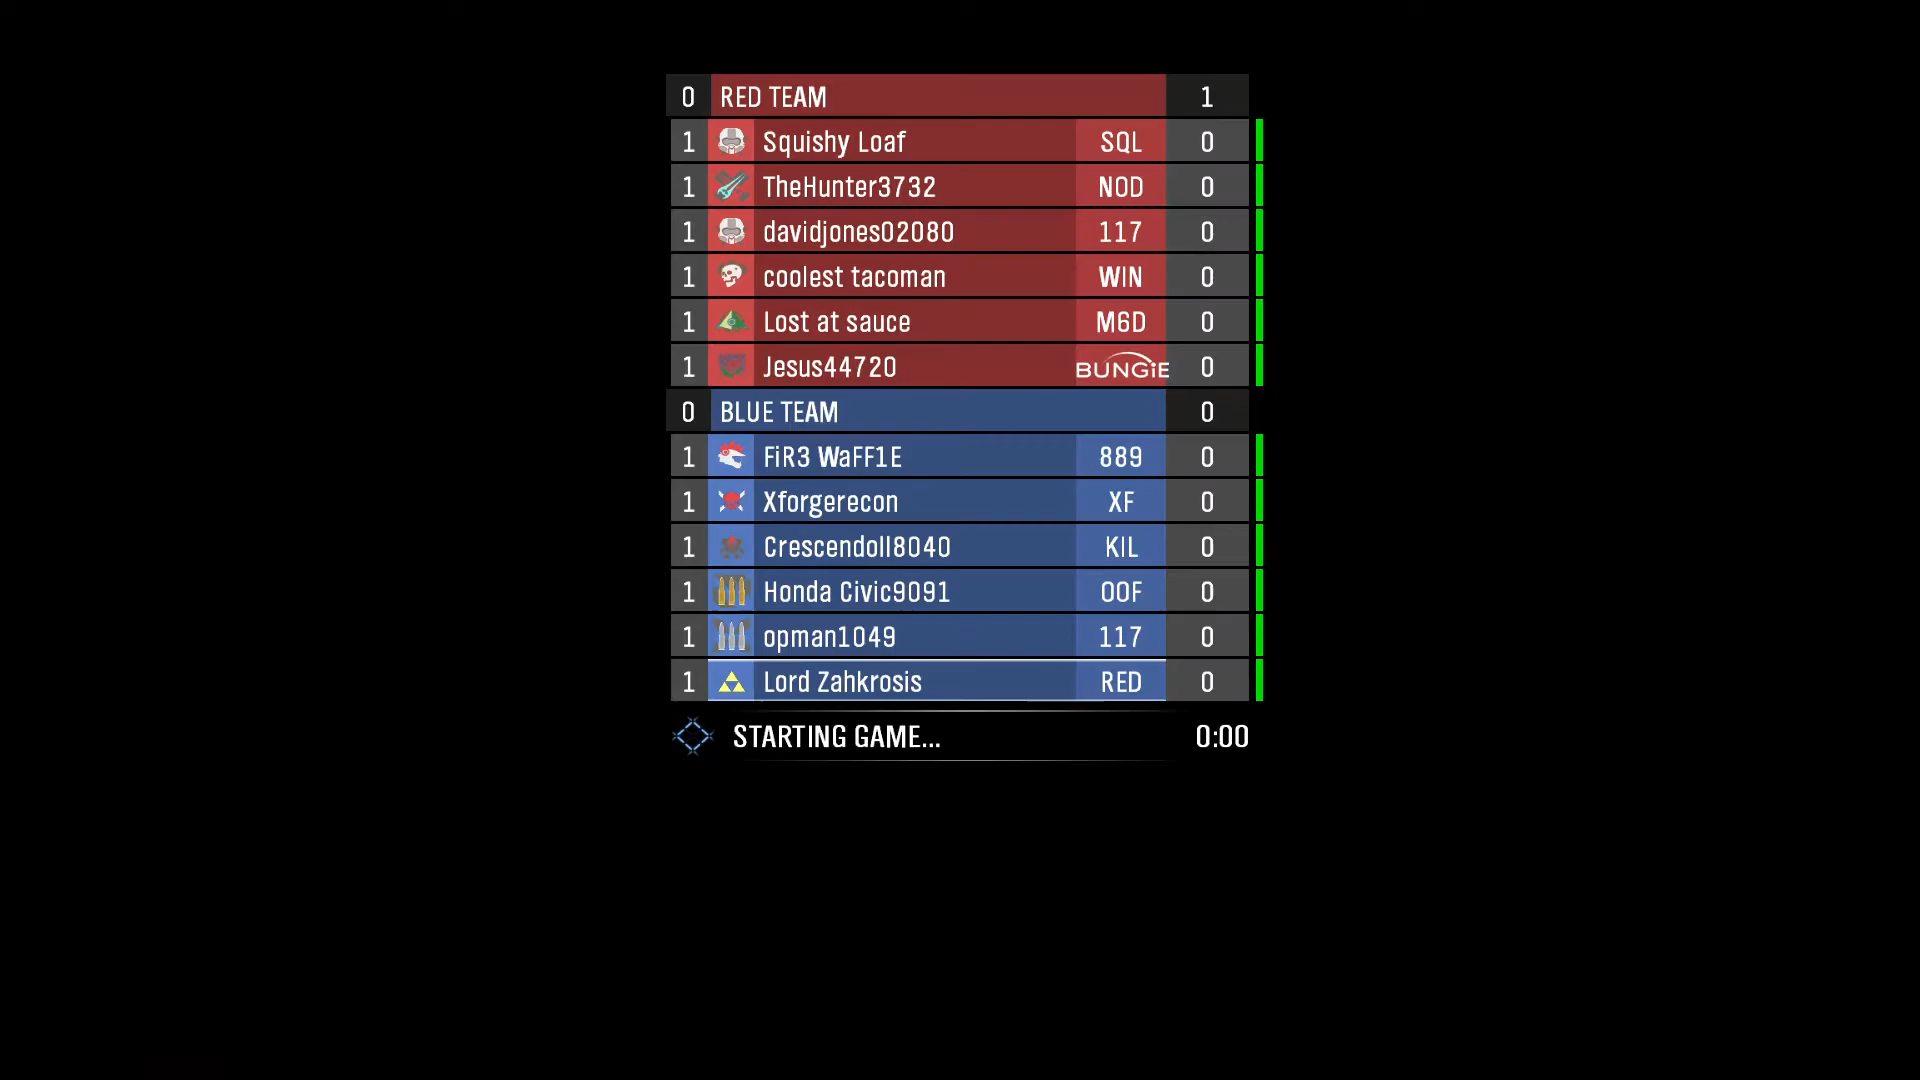 0 RED TEAM 1
1 Squishy Loaf SQL 0
1 TheHunter3732 NOD 0
1 davidjones02080 117 0
1 coolest tacoman WIN 0
1 Lost at sauce M6D 0
1 Jesus44720 BUNGiE 0
0 BLUE TEAM 0
1 FiR3 WaFF1E 889 0
1 Xforgerecon XF 0
1 Crescendoll8040 KIL 0
1 Honda Civic9091 OOF 0
1 opman1049 117 0
1 Lord Zahkrosis RED 0
STARTING GAME... 0:00